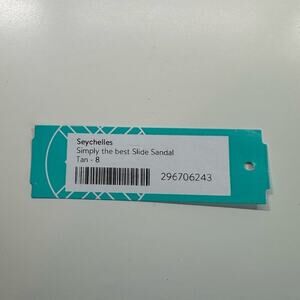 Seychelles
Simply the best Slide Sandal
Tan - 8
296706243